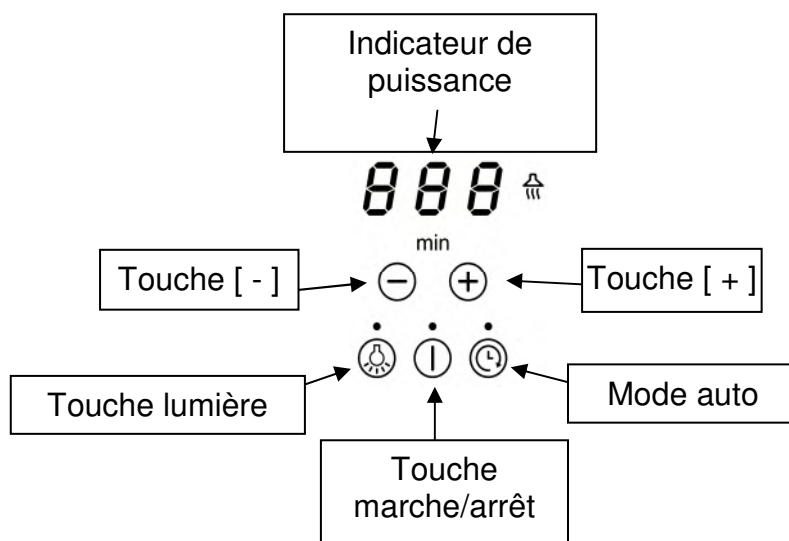 Indicateur de
puissance
888
min
Touche [ - ]
Touche [ + ]
Touche lumière
Mode auto
Touche
marche/arrêt